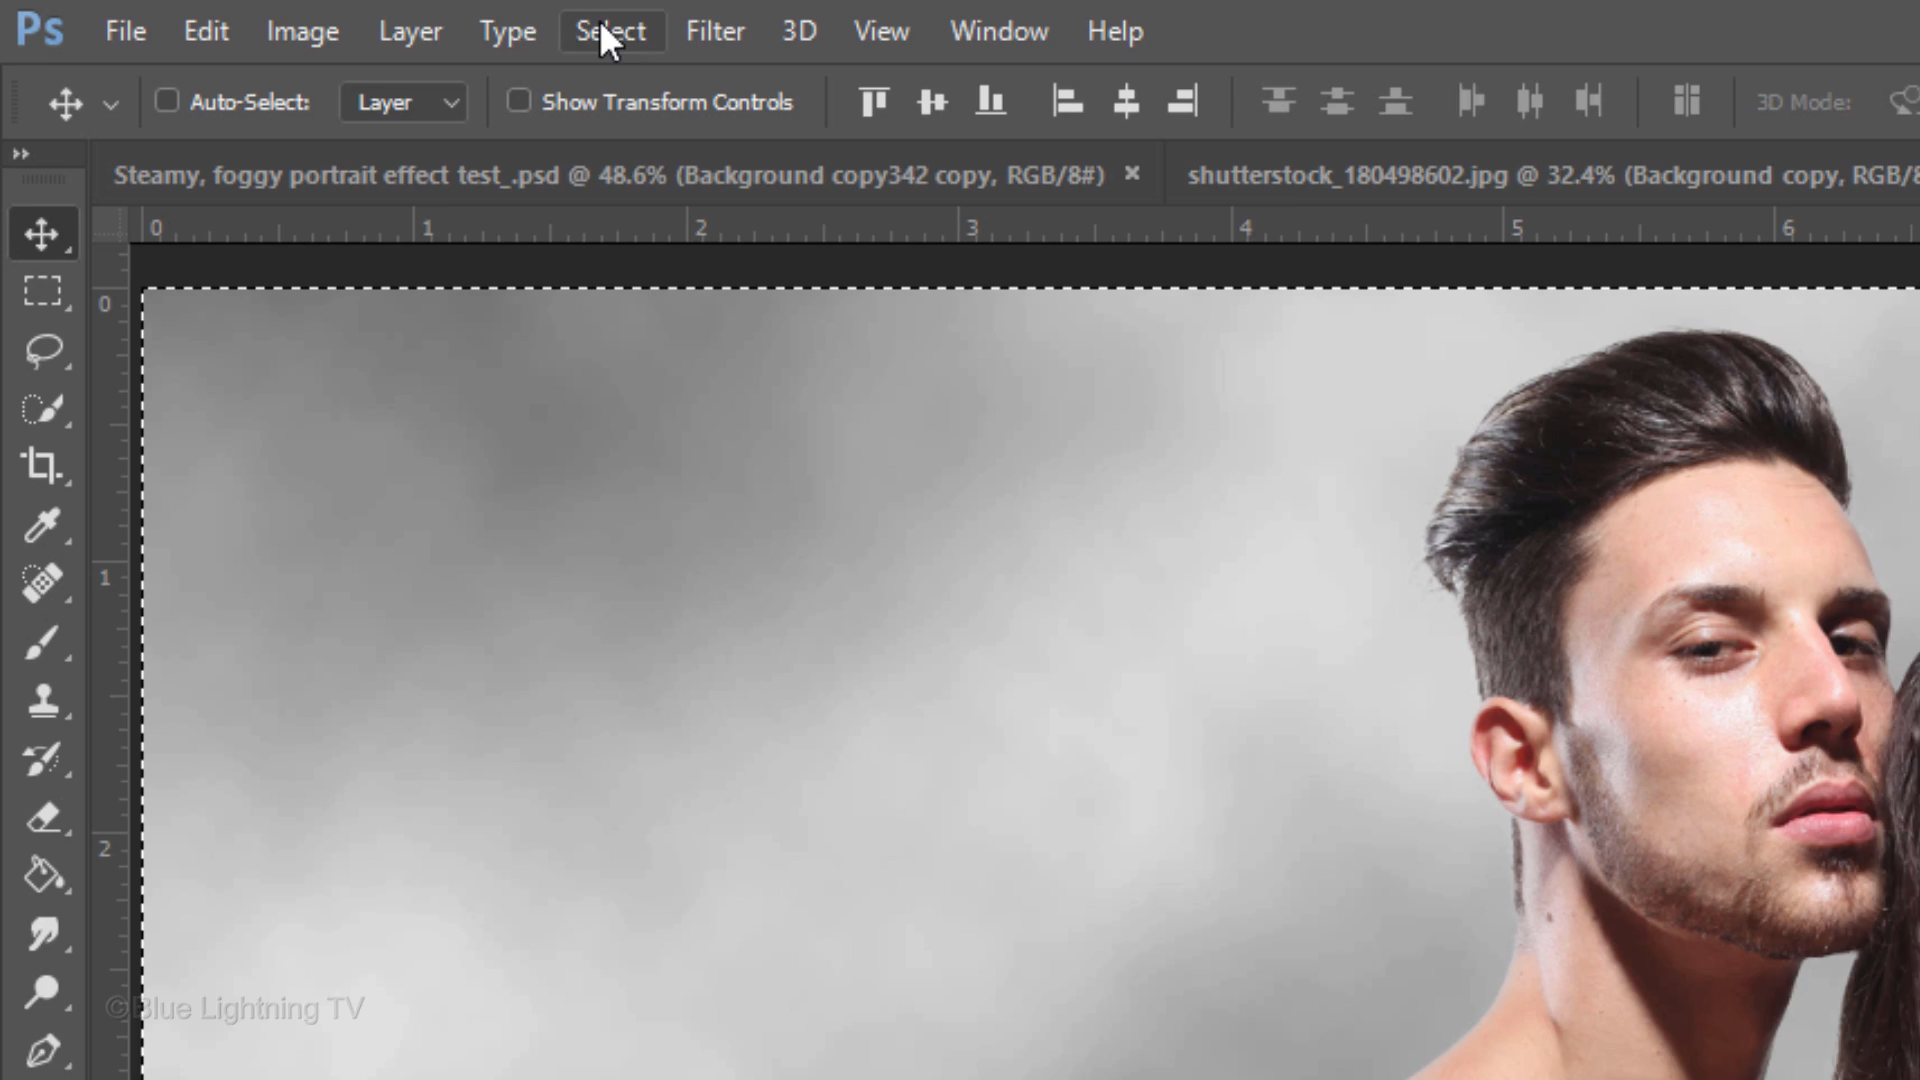 Ps File Edit Image Layer Type Select Filter 3D View Window Help
Auto-Select: Layer Show Transform Controls 3D Mode:
Steamy, foggy portrait effect test_.psd @ 48.6% (Background copy342 copy, RGB/8#) × shutterstock_180498602.jpg @ 32.4% (Background copy, RGB/8
0 1 2 3 4 5 6
0
1
2
©Blue Lightning TV